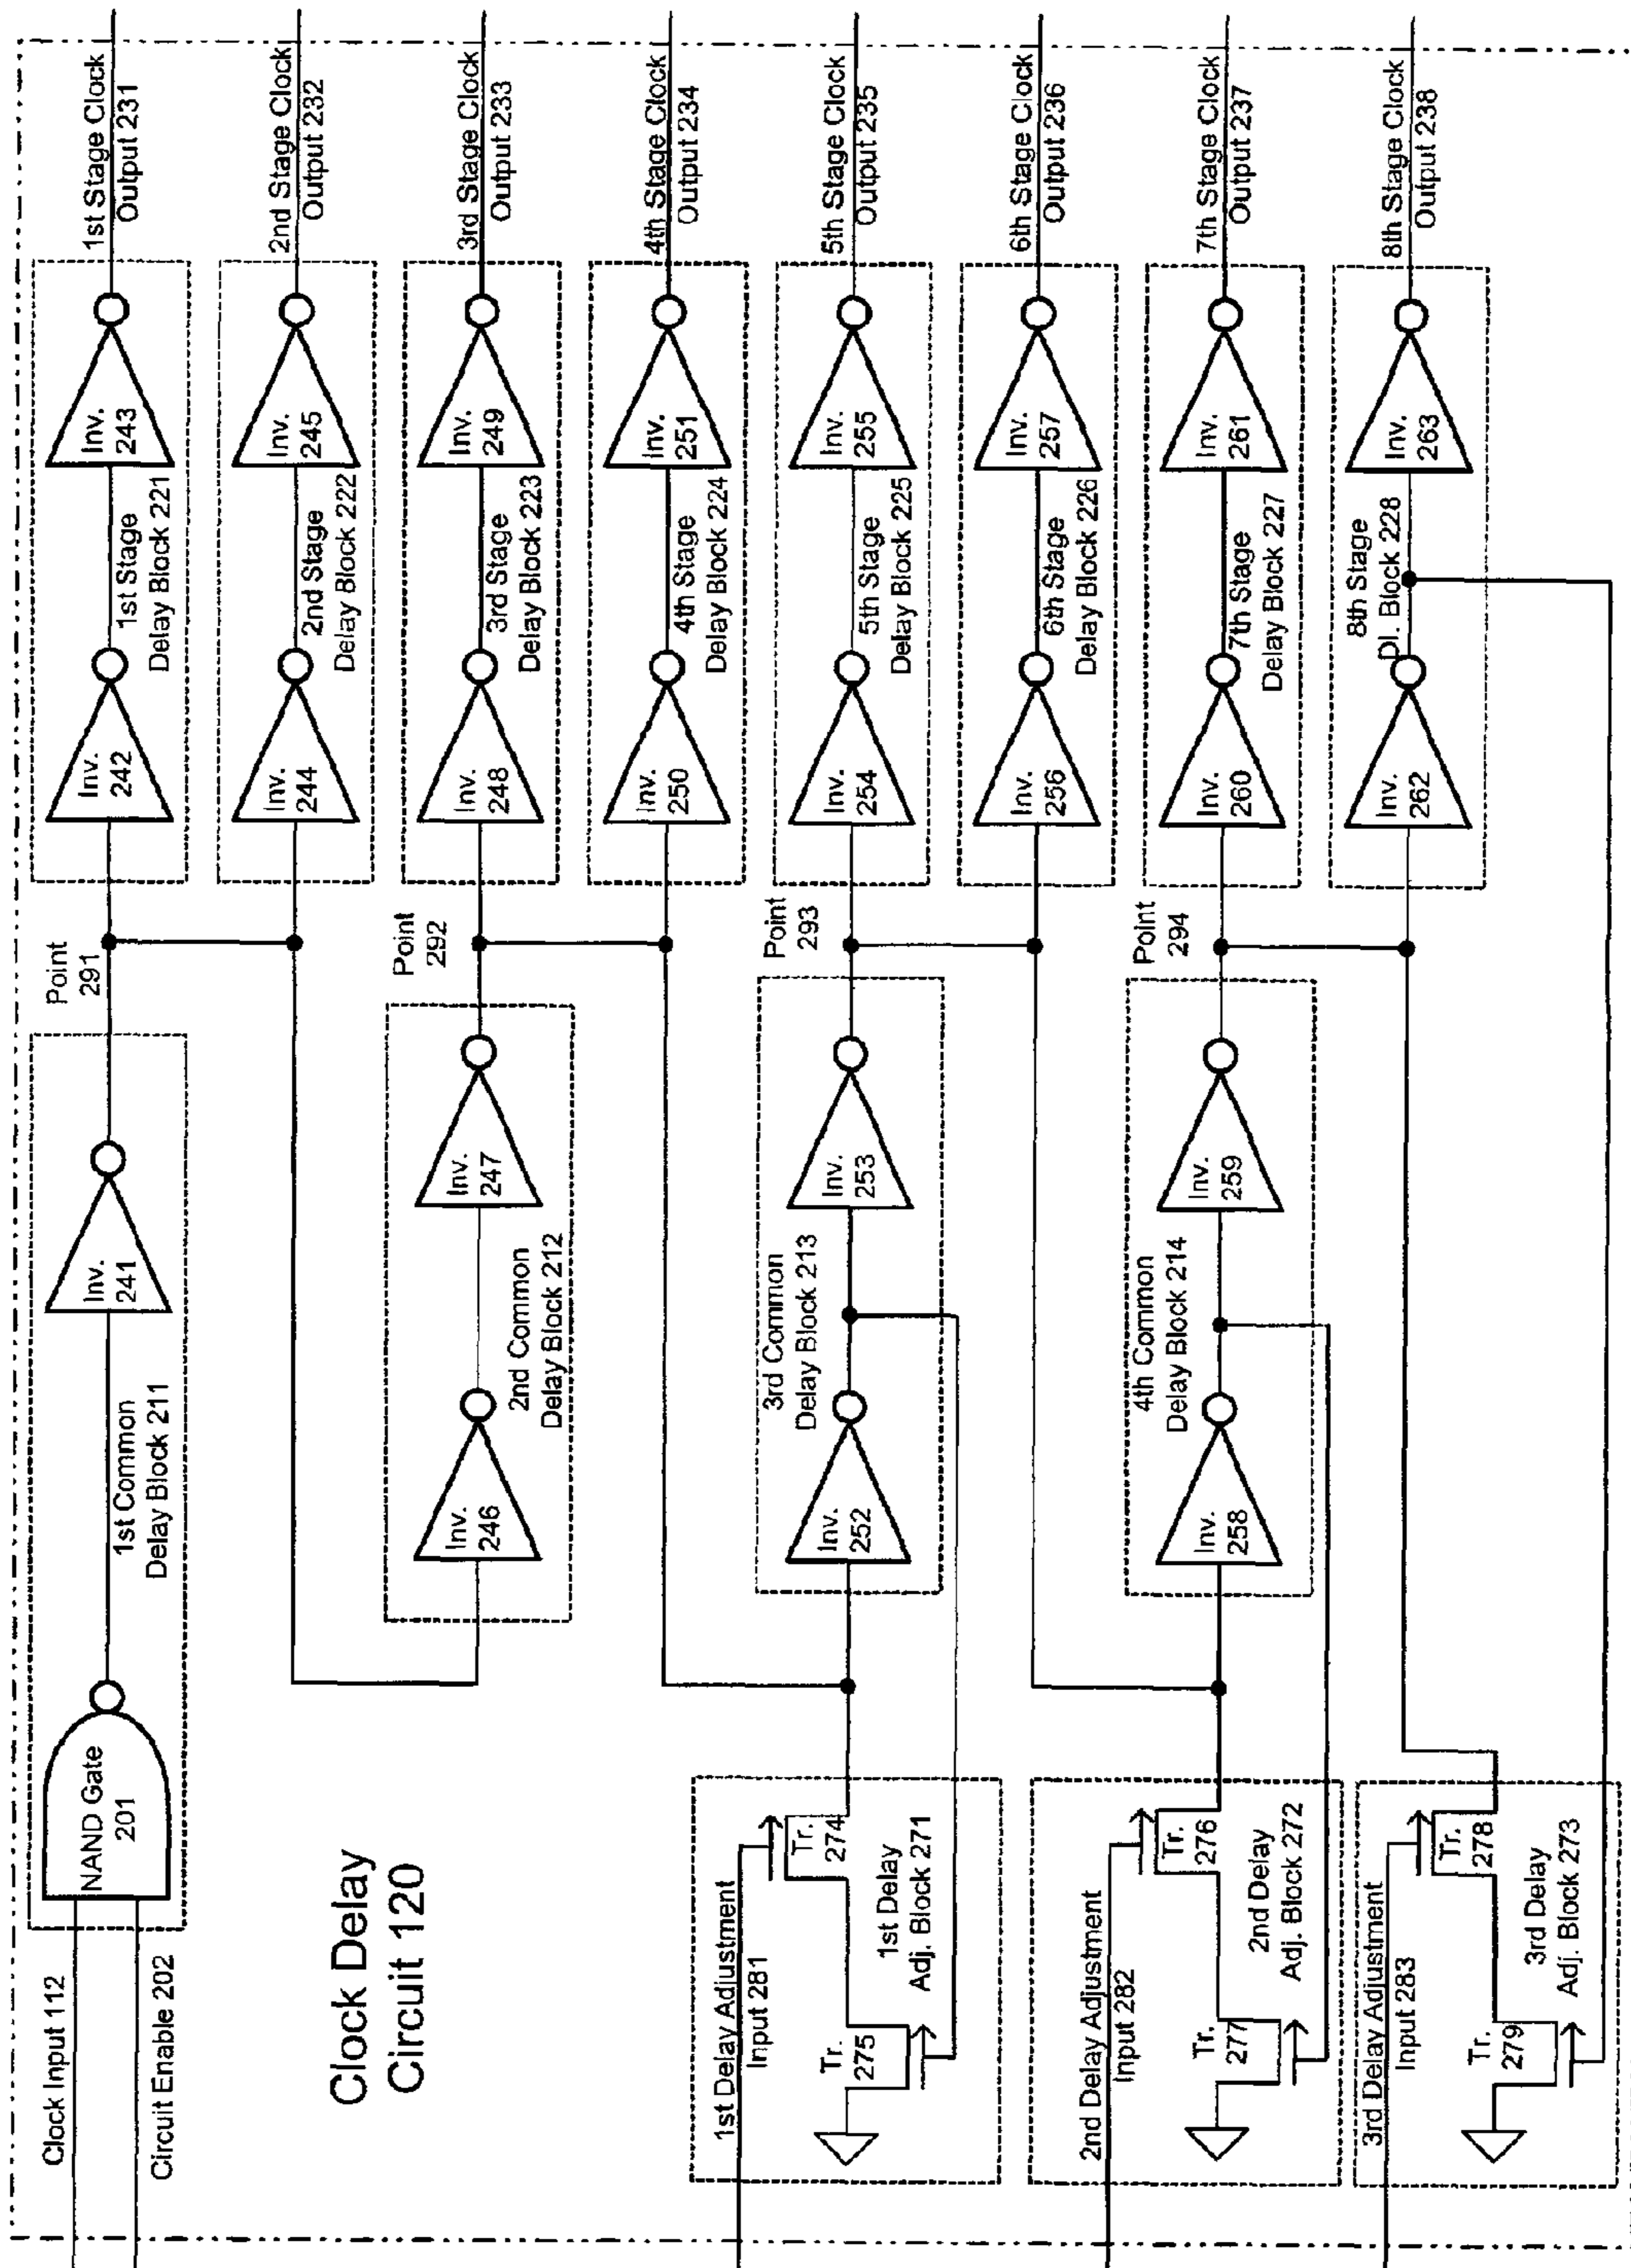 Clock Input 112
Circuit Enable 202
NAND Gate
201
1st Common
Delay Block 211
Inv.
241
Point
291
Inv.
242
1st Stage
Delay Block 221
Inv.
243
1st Stage Clock
Output 231
Inv.
244
2nd Stage
Delay Block 222
Inv.
245
2nd Stage Clock
Output 232
Clock Delay
Circuit 120
Inv.
246
2nd Common
Delay Block 212
Inv.
247
Point
292
Inv.
248
3rd Stage
Delay Block 223
Inv.
249
3rd Stage Clock
Output 233
Inv.
250
4th Stage
Delay Block 224
Inv.
251
4th Stage Clock
Output 234
1st Delay Adjustment
Input 281
Tr.
275
Tr.
274
1st Delay
Adj. Block 271
Inv.
252
3rd Common
Delay Block 213
Inv.
253
Point
293
Inv.
254
5th Stage
Delay Block 225
Inv.
255
5th Stage Clock
Output 235
Inv.
256
6th Stage
Delay Block 226
Inv.
257
6th Stage Clock
Output 236
2nd Delay Adjustment
Input 282
Tr.
277
Tr.
276
2nd Delay
Adj. Block 272
Inv.
258
4th Common
Delay Block 214
Inv.
259
Point
294
Inv.
260
7th Stage
Delay Block 227
Inv.
261
7th Stage Clock
Output 237
3rd Delay Adjustment
Input 283
Tr.
279
Tr.
278
3rd Delay
Adj. Block 273
Inv.
262
8th Stage
Dl. Block 228
Inv.
263
8th Stage Clock
Output 238